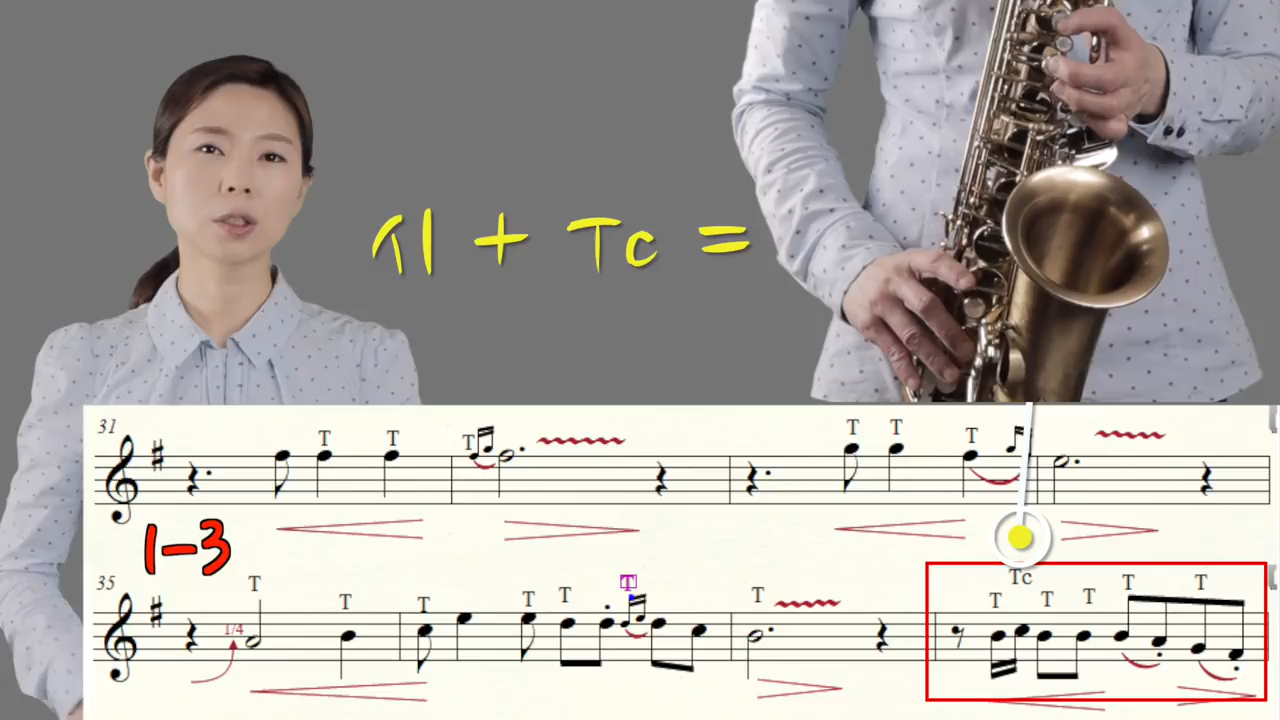 시 + Tc =
31
T T T T T T
1-3
35
1/4
T T T T T T T T Tc T T T T